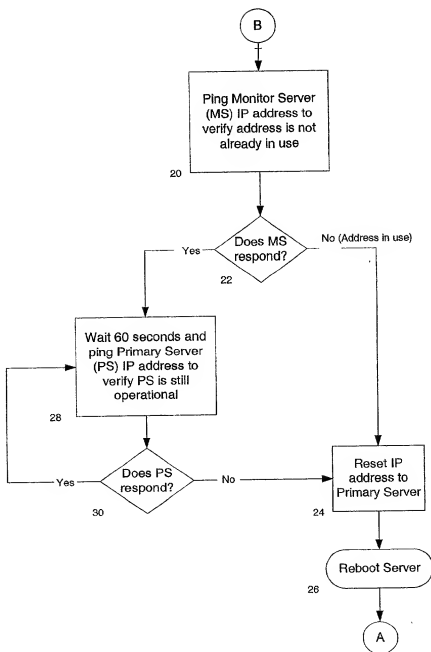 B
Ping Monitor Server
(MS) IP address to
verify address is not
already in use
20
Does MS
respond?
Yes
No (Address in use)
22
Wait 60 seconds and
ping Primary Server
(PS) IP address to
verify PS is still
operational
28
Does PS
respond?
Yes
No
30
Reset IP
address to
Primary Server
24
Reboot Server
26
A